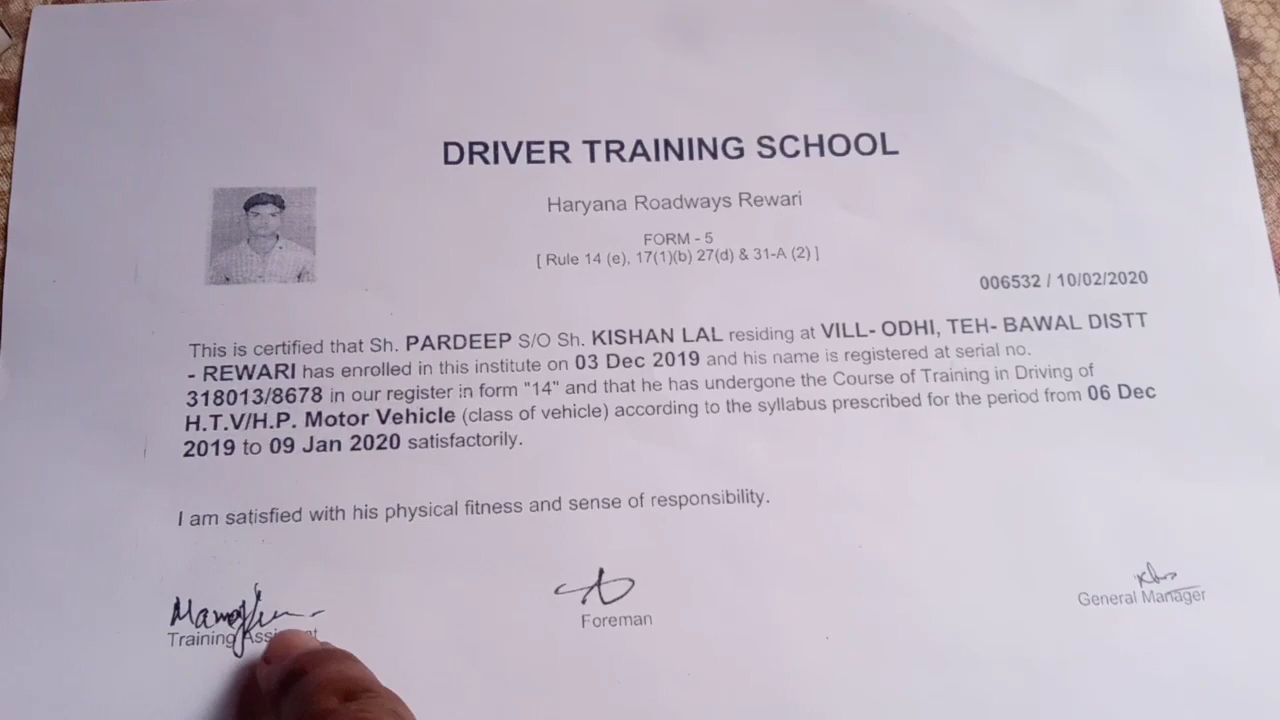 DRIVER TRAINING SCHOOL
Haryana Roadways Rewari
FORM - 5
[ Rule 14 (e), 17(1)(b) 27(d) & 31-A (2) ]
006532 / 10/02/2020
This is certified that Sh. PARDEEP S/O Sh. KISHAN LAL residing at VILL- ODHI, TEH- BAWAL DISTT
- REWARI has enrolled in this institute on 03 Dec 2019 and his name is registered at serial no.
318013/8678 in our register in form "14" and that he has undergone the Course of Training in Driving of
H.T.V/H.P. Motor Vehicle (class of vehicle) according to the syllabus prescribed for the period from 06 Dec
2019 to 09 Jan 2020 satisfactorily.
I am satisfied with his physical fitness and sense of responsibility.
Training
Foreman
General Manager